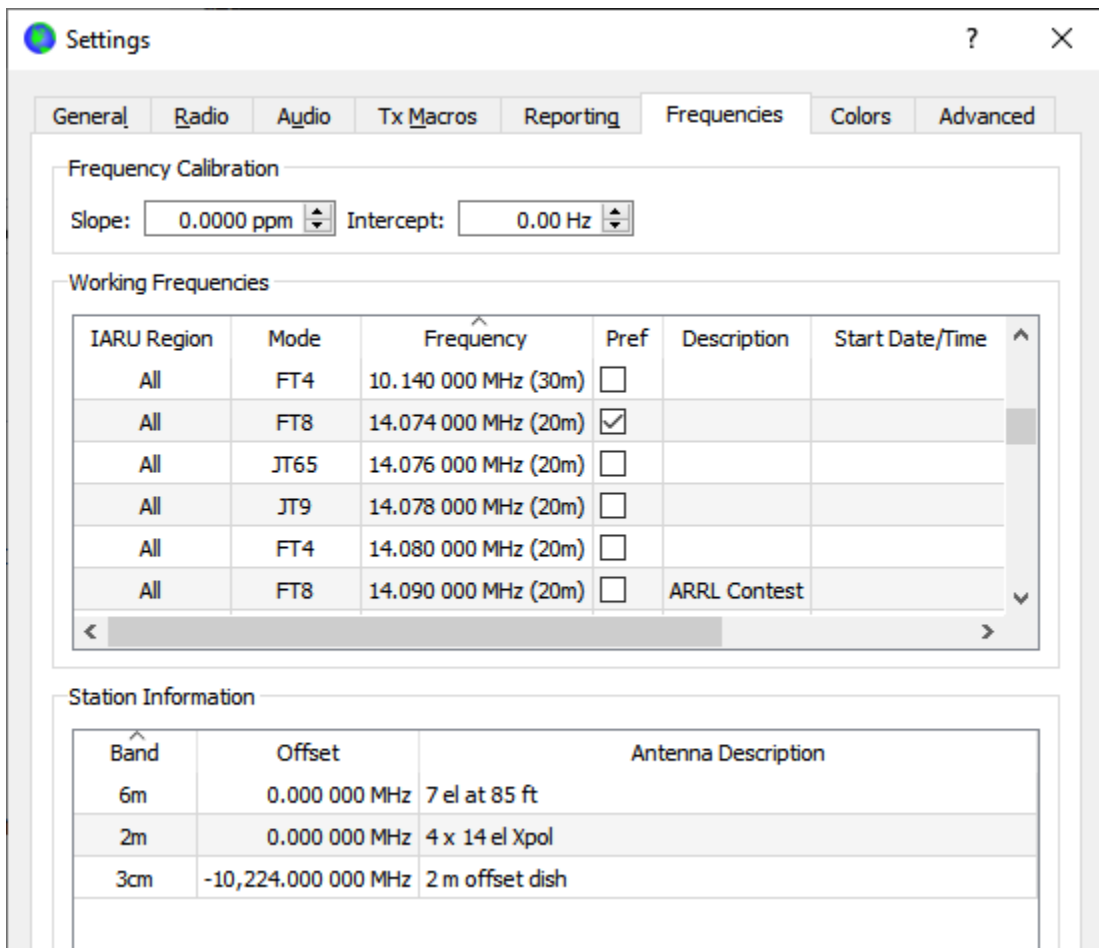 Settings ?
General Radio Audio Tx Macros Reporting Frequencies Colors Advanced
Frequency Calibration
Slope: 0.0000 ppm Intercept: 0.00 Hz
Working Frequencies
IARU Region Mode Frequency Pref Description Start Date/Time
All FT4 10.140 000 MHz (30m)
All FT8 14.074 000 MHz (20m)
All JT65 14.076 000 MHz (20m)
All JT9 14.078 000 MHz (20m)
All FT4 14.080 000 MHz (20m)
All FT8 14.090 000 MHz (20m) ARRL Contest
Station Information
Band Offset Antenna Description
6m 0.000 000 MHz 7 el at 85 ft
2m 0.000 000 MHz 4 x 14 el Xpol
3cm -10,224.000 000 MHz 2 m offset dish